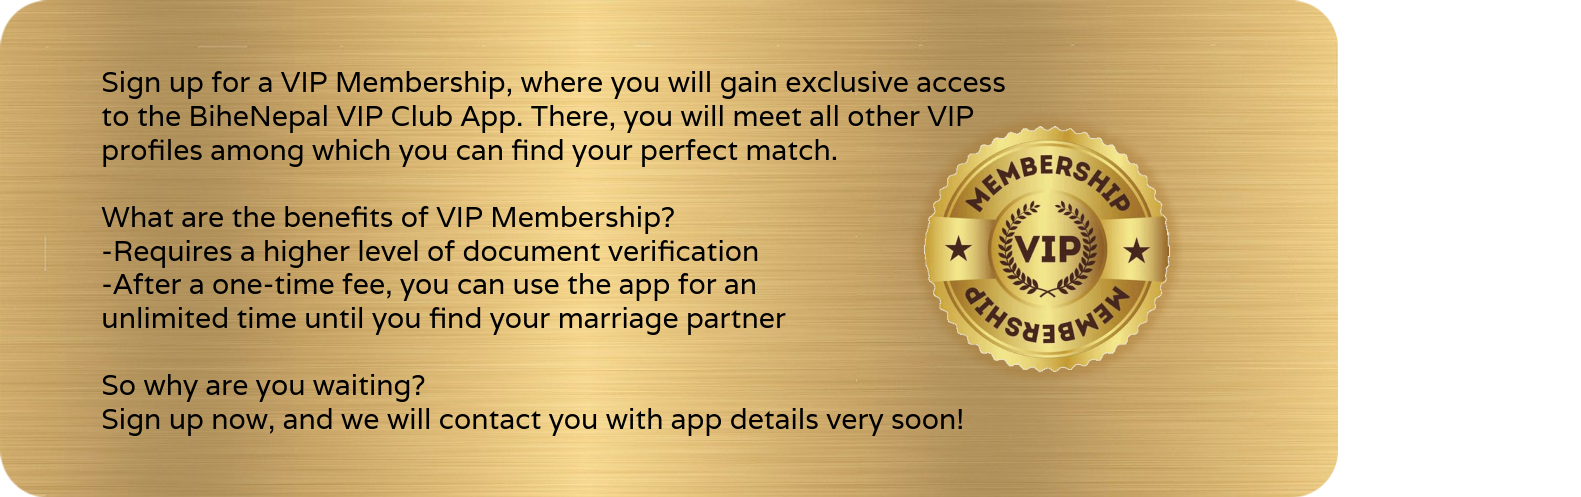 Sign up for a VIP Membership, where you will gain exclusive access
to the BiheNepal VIP Club App. There, you will meet all other VIP
profiles among which you can find your perfect match.
What are the benefits of VIP Membership?
-Requires a higher level of document verification
-After a one-time fee, you can use the app for an
unlimited time until you find your marriage partner
So why are you waiting?
Sign up now, and we will contact you with app details very soon!
MEMBERSHIP
VIP
MEMBERSHIP